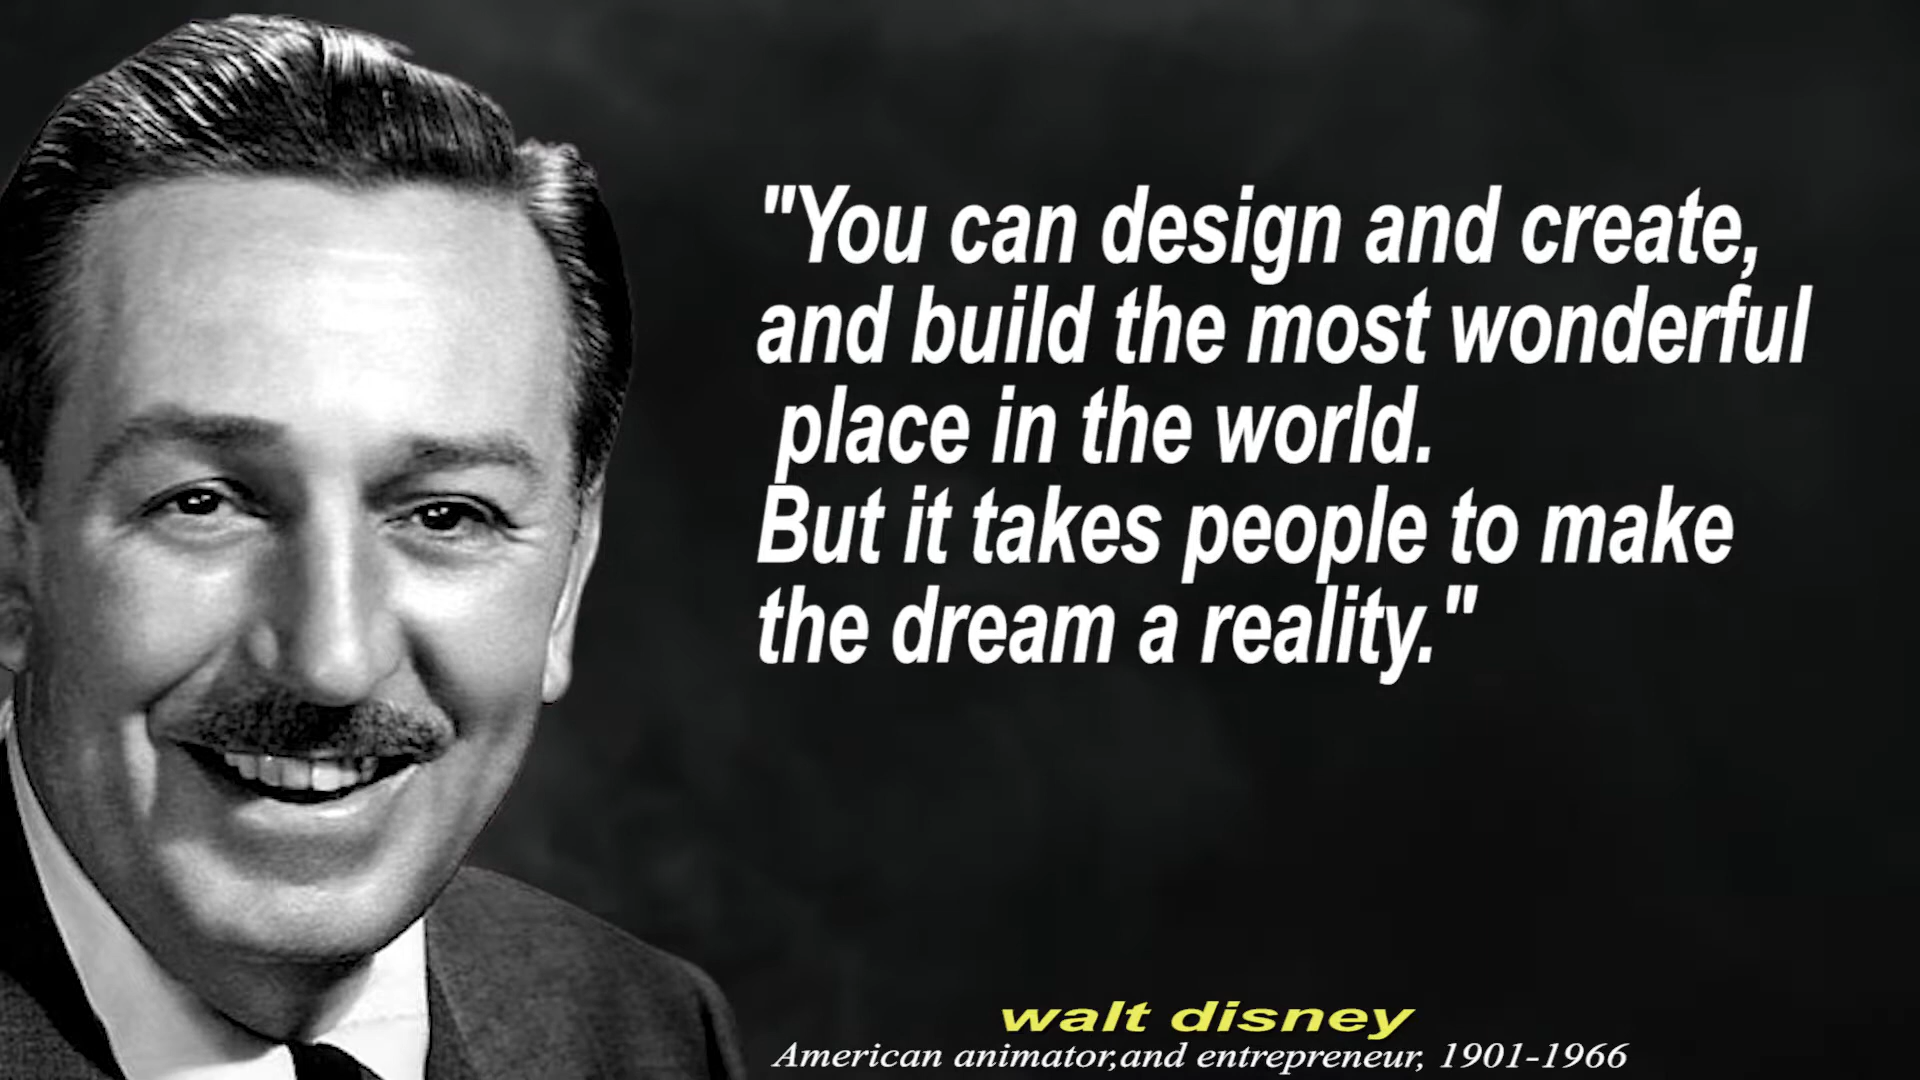 "You can design and create,
and build the most wonderful
place in the world.
But it takes people to make
the dream a reality."
walt disney
American animator,and entrepreneur, 1901-1966